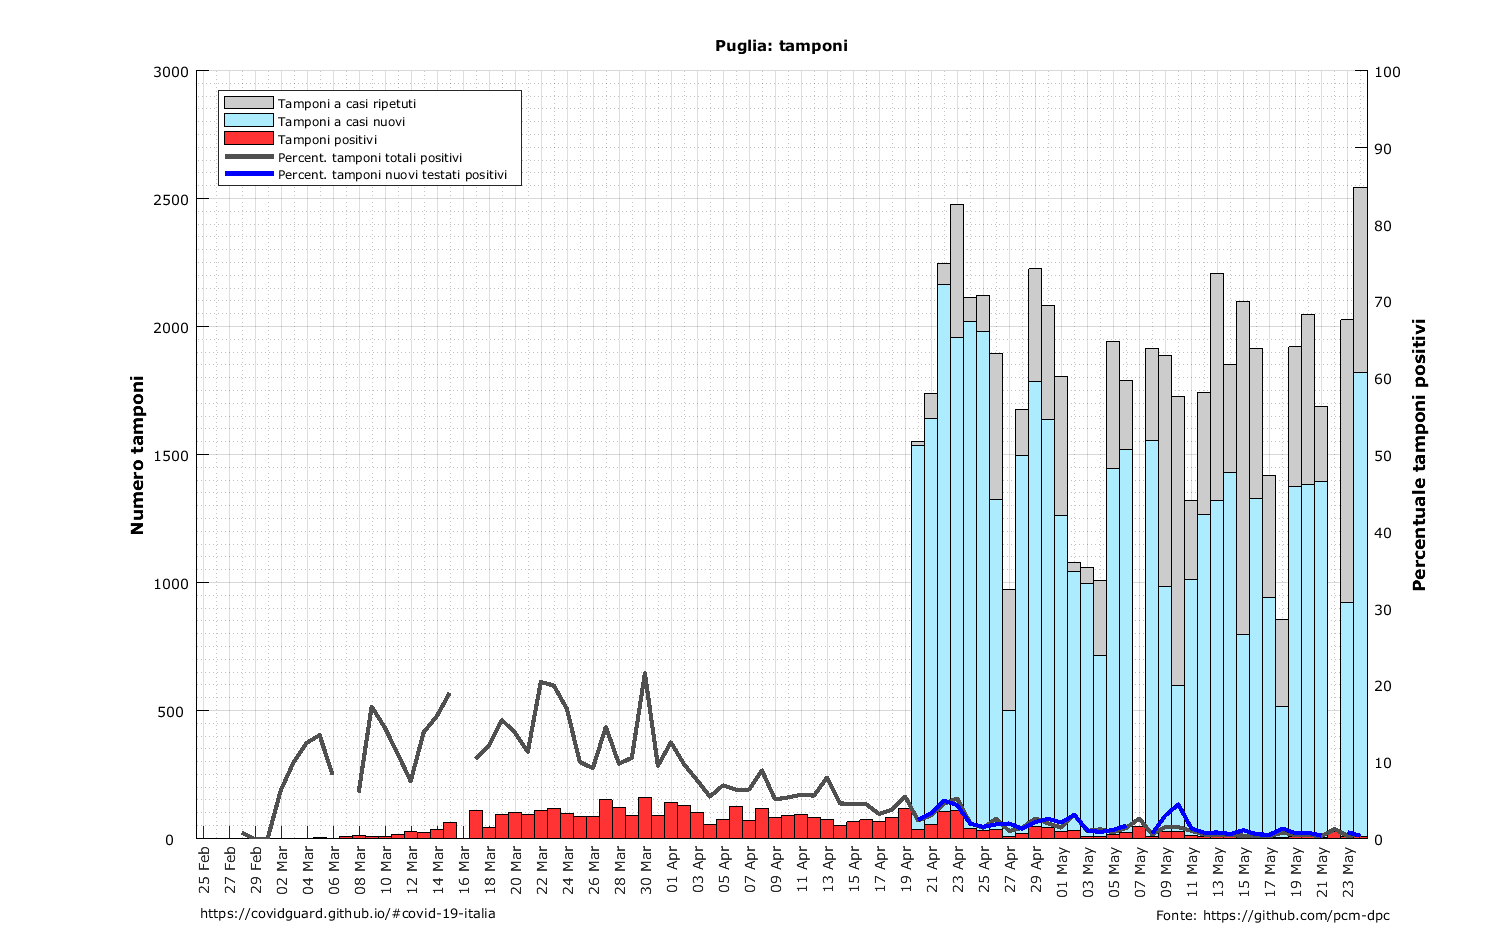 Puglia: tamponi
3000
2500
2000
1500
1000
500
0
Numero tamponi
Tamponi a casi ripetuti
Tamponi a casi nuovi
Tamponi positivi
Percent. tamponi totali positivi
Percent. tamponi nuovi testati positivi
100
90
80
70
60
50
40
30
20
10
0
Percentuale tamponi positivi
25 Feb
27 Feb
29 Feb
02 Mar
04 Mar
06 Mar
08 Mar
10 Mar
12 Mar
14 Mar
16 Mar
18 Mar
20 Mar
22 Mar
24 Mar
26 Mar
28 Mar
30 Mar
01 Apr
03 Apr
05 Apr
07 Apr
09 Apr
11 Apr
13 Apr
15 Apr
17 Apr
19 Apr
21 Apr
23 Apr
25 Apr
27 Apr
29 Apr
01 May
03 May
05 May
07 May
09 May
11 May
13 May
15 May
17 May
19 May
21 May
23 May
https://covidguard.github.io/#covid-19-italia
Fonte: https://github.com/pcm-dpc